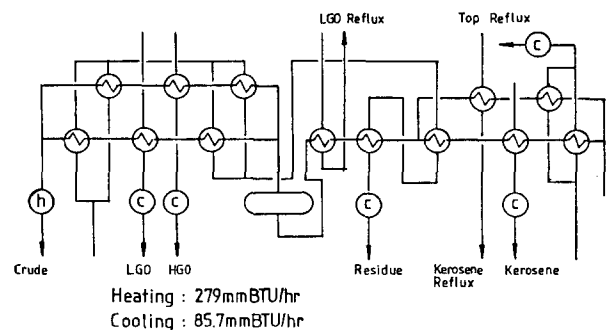 LGO Reflux
Top Reflux
c
h
c
c
c
c
Crude
LGO
HGO
Residue
Kerosene Reflux
Kerosene
Heating : 279mmBTU/hr
Cooling : 85.7mmBTU/hr